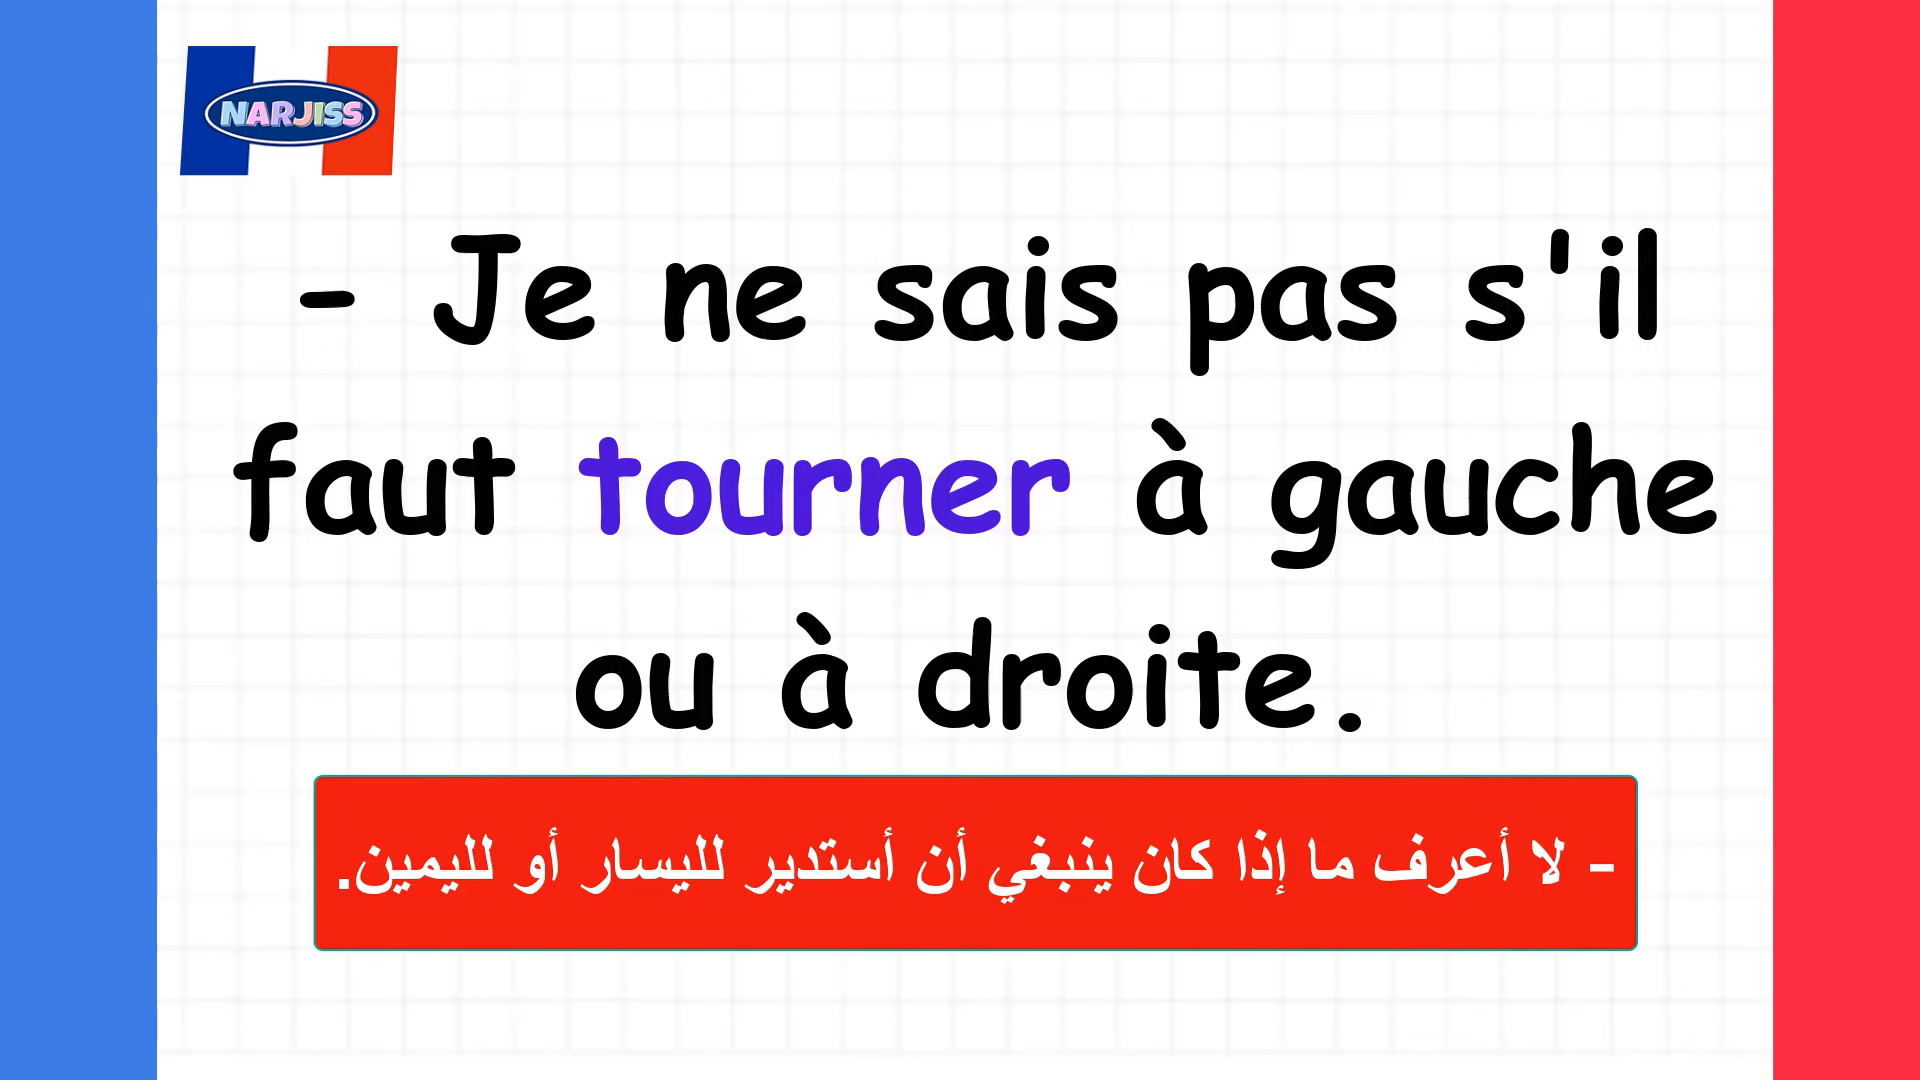 NARJISS
- Je ne sais pas s'il
faut tourner à gauche
ou à droite.
- لا أعرف ما إذا كان ينبغي أن أستدير لليسار أو لليمين.